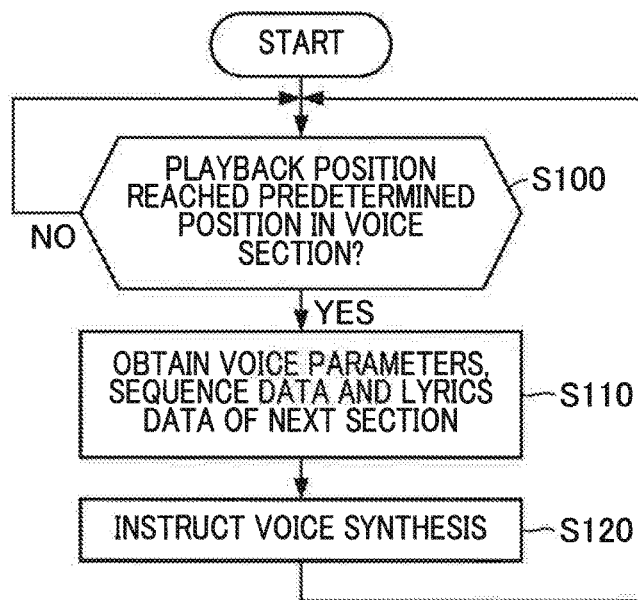 START
PLAYBACK POSITION
REACHED PREDETERMINED
POSITION IN VOICE
SECTION?
S100
NO
YES
OBTAIN VOICE PARAMETERS,
SEQUENCE DATA AND LYRICS
DATA OF NEXT SECTION
S110
INSTRUCT VOICE SYNTHESIS
S120